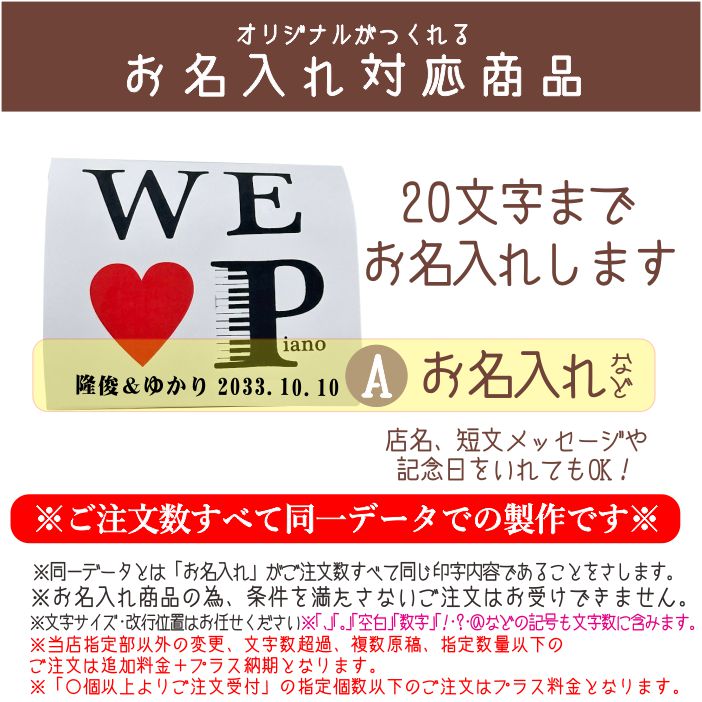 オリジナルがつくれる
お名入れ対応商品
WE
Piano
隆俊&ゆかり 2033.10.10
20文字まで
お名入れします
A お名入れなど
店名、短文メッセージや
記念日をいれてもOK!
※ご注文数すべて同一データでの製作です※
※同一データとは「お名入れ」がご注文数すべて同じ印字内容であることをさします。
※お名入れ商品の為、条件を満たさないご注文はお受けできません。
※文字サイズ・改行位置はお任せください※「、」「。」「空白」「数字」「!・?・@などの記号も文字数に含みます。
※当店指定部以外の変更、文字数超過、複数原稿、指定数量以下の
ご注文は追加料金+プラス納期となります。
※「〇個以上よりご注文受付」の指定個数以下のご注文はプラス料金となります。